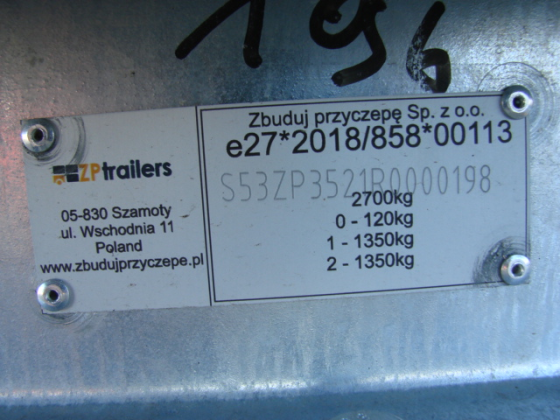 196
ZPtrailers
05-830 Szamoty
ul. Wschodnia 11
Poland
www.zbudujprzyczepe.pl
Zbuduj przyczepę Sp. z o.o.
e27*2018/858*00113
S53ZP3521R0000198
2700kg
0 - 120kg
1 - 1350kg
2 - 1350kg